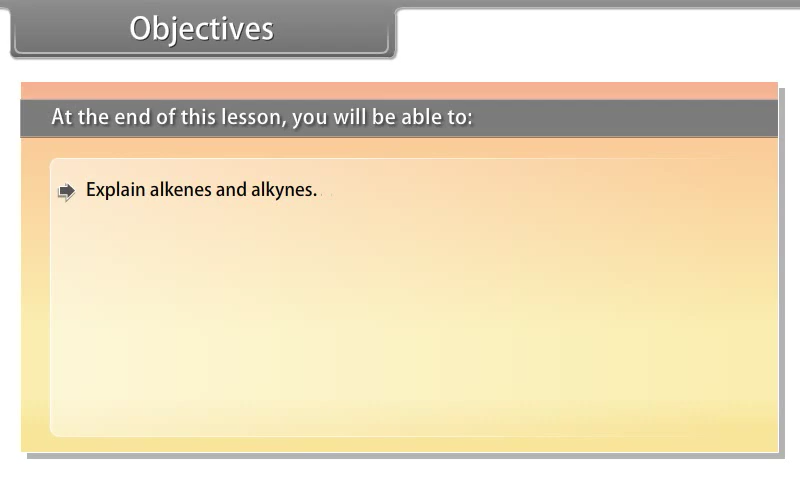 Objectives
At the end of this lesson, you will be able to:
Explain alkenes and alkynes.